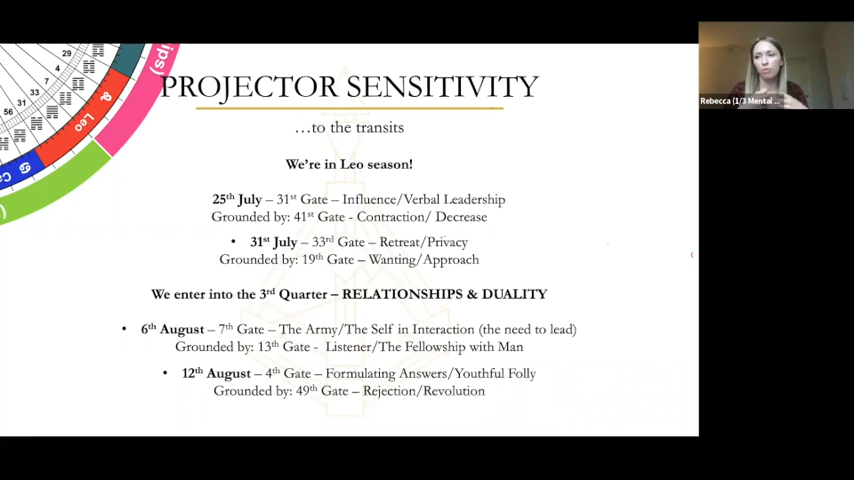 29
4
7
33
31
56
&
Leo
Ca
ips)
)
PROJECTOR SENSITIVITY
…to the transits
We're in Leo season!
25th July – 31st Gate – Influence/Verbal Leadership
Grounded by: 41st Gate - Contraction/ Decrease
• 31st July – 33rd Gate – Retreat/Privacy
Grounded by: 19th Gate – Wanting/Approach
We enter into the 3rd Quarter – RELATIONSHIPS & DUALITY
• 6th August – 7th Gate – The Army/The Self in Interaction (the need to lead)
Grounded by: 13th Gate - Listener/The Fellowship with Man
• 12th August – 4th Gate – Formulating Answers/Youthful Folly
Grounded by: 49th Gate – Rejection/Revolution
Rebecca (1/3 Mental ...